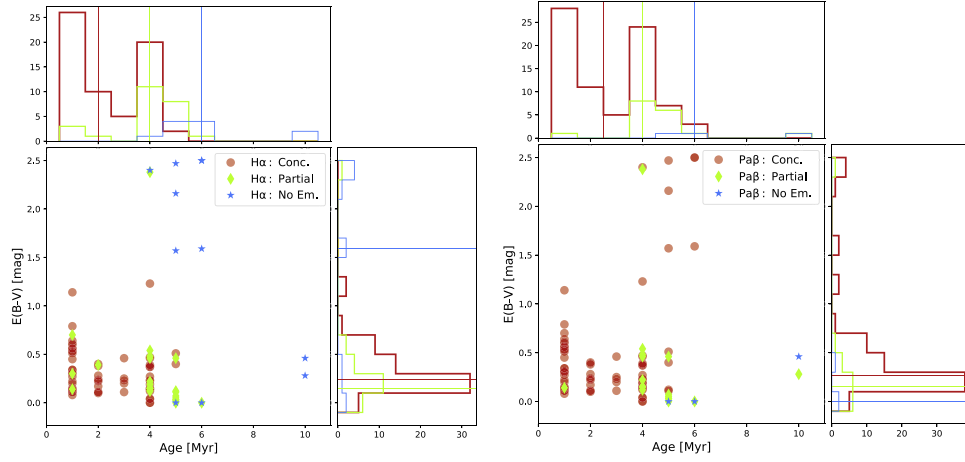 25
20
15
10
5
0
2.5
2.0
1.5
1.0
0.5
0.0
E(B–V) [mag]
Hα: Conc.
Hα: Partial
Hα: No Em.
0 2 4 6 8 10
Age [Myr]
0 10 20 30
25
20
15
10
5
0
2.5
2.0
1.5
1.0
0.5
0.0
E(B–V) [mag]
Paβ: Conc.
Paβ: Partial
Paβ: No Em.
0 2 4 6 8 10
Age [Myr]
0 10 20 30